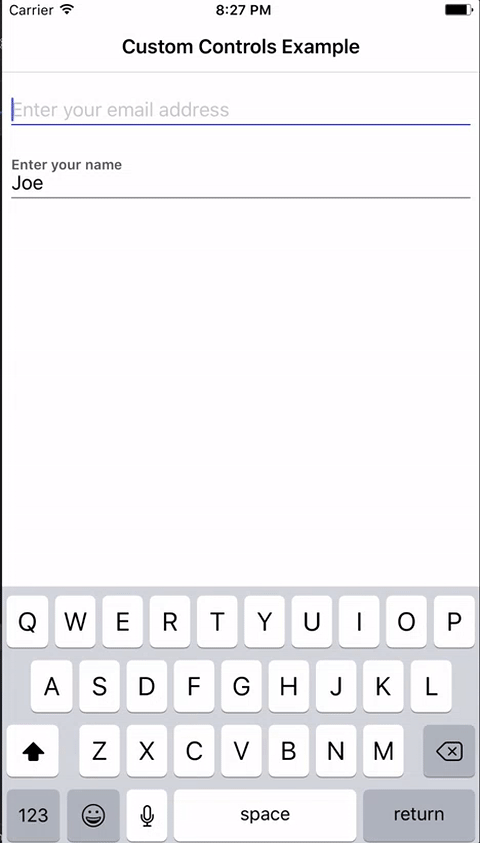 Carrier 8:27 PM
Custom Controls Example
Enter your email address
Enter your name
Joe
Q W E R T Y U I O P
A S D F G H J K L
Z X C V B N M
123 space return